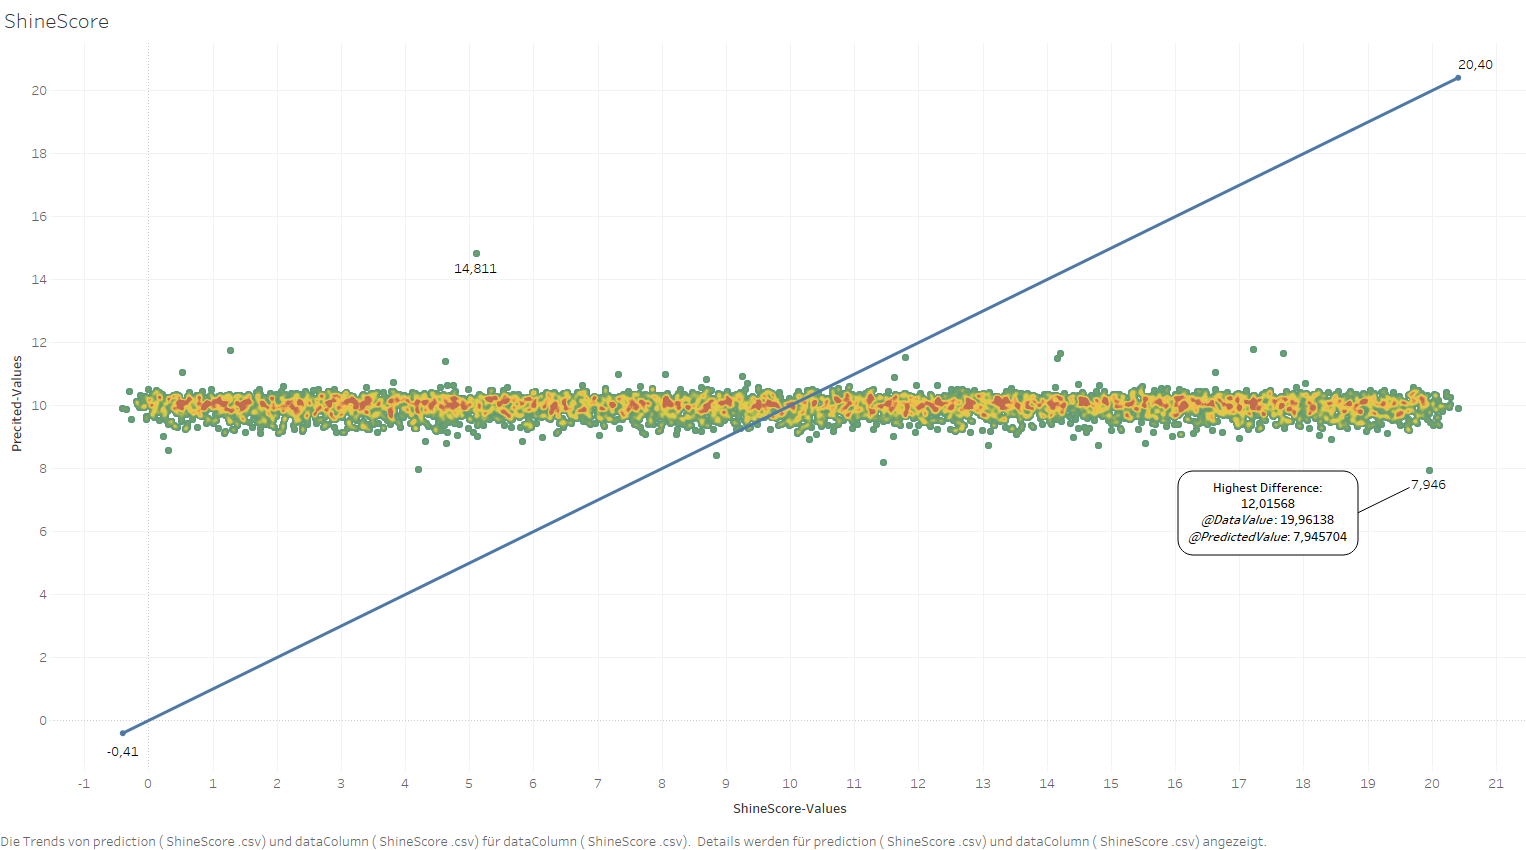 ShineScore
20,40
20
18
16
14
12
10
8
6
4
2
0
Precited-Values
14,811
7,946
Highest Difference:
12,01568
@DataValue: 19,96138
@PredictedValue: 7,945704
-0,41
-1 0 1 2 3 4 5 6 7 8 9 10 11 12 13 14 15 16 17 18 19 20 21
ShineScore-Values
Die Trends von prediction ( ShineScore .csv) und dataColumn ( ShineScore .csv) für dataColumn ( ShineScore .csv).  Details werden für prediction ( ShineScore .csv) und dataColumn ( ShineScore .csv) angezeigt.